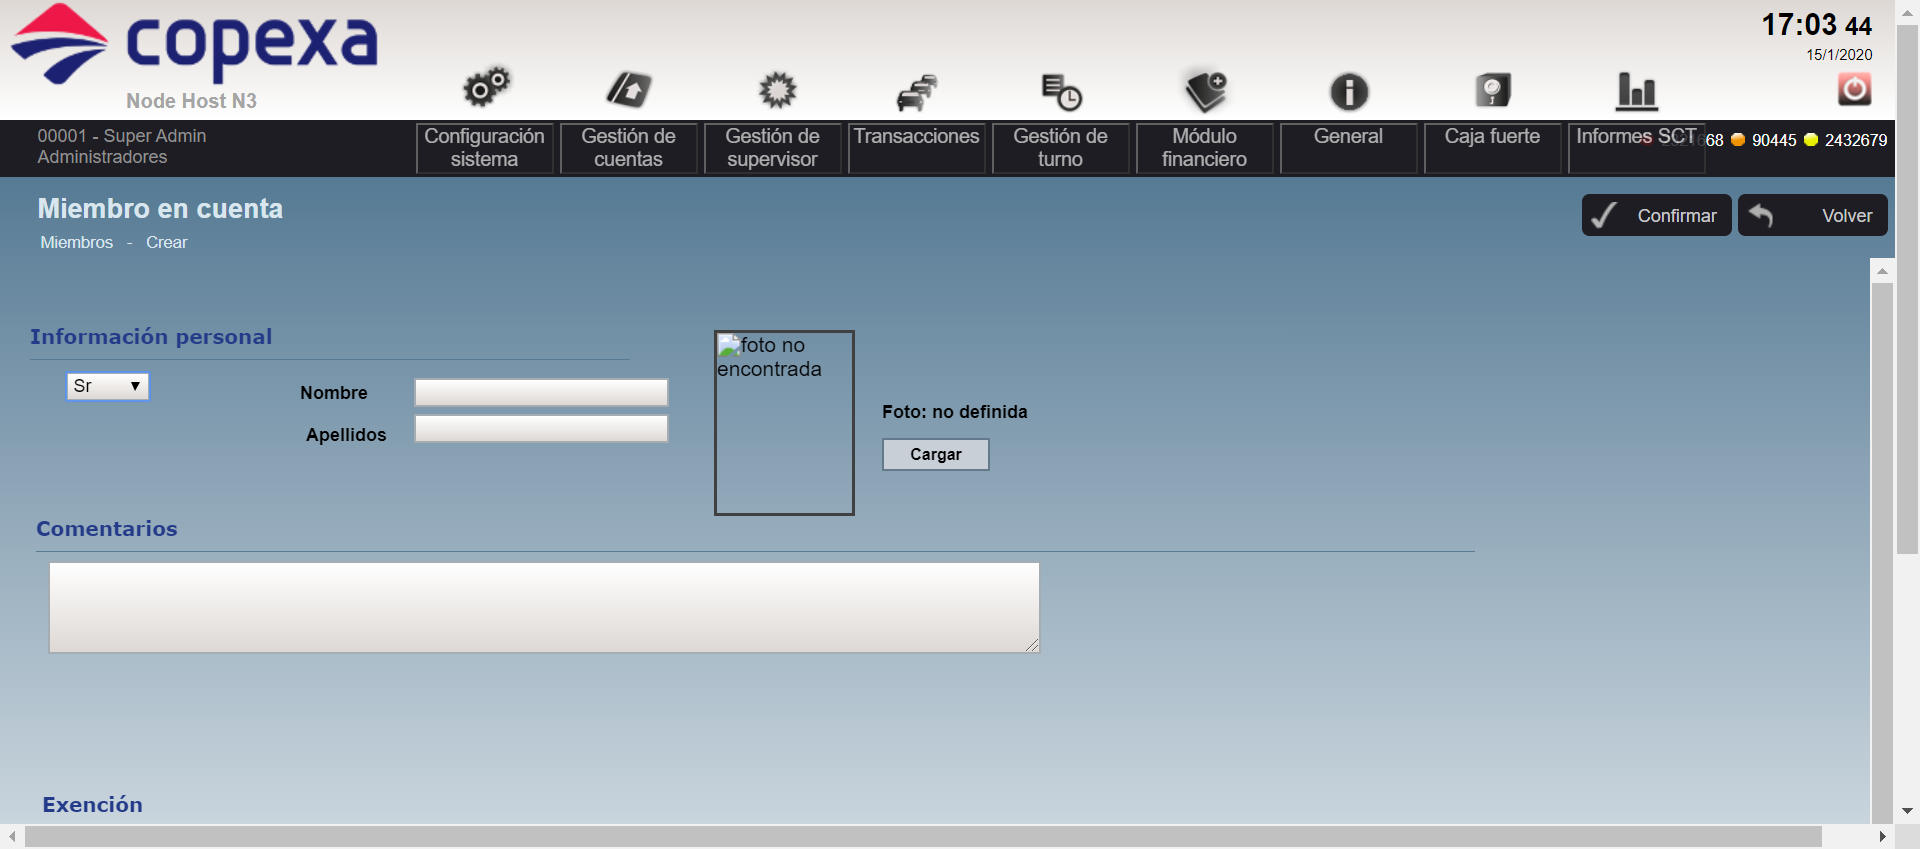 copexa
Node Host N3
17:03 44
15/1/2020
00001 - Super Admin
Administradores
Configuración
sistema
Gestión de
cuentas
Gestión de
supervisor
Transacciones
Gestión de
turno
Módulo
financiero
General
Caja fuerte
Informes SCT
68 90445 2432679
Miembro en cuenta
Miembros - Crear
Confirmar
Volver
Información personal
Sr
Nombre
Apellidos
foto no
encontrada
Foto: no definida
Cargar
Comentarios
Exención